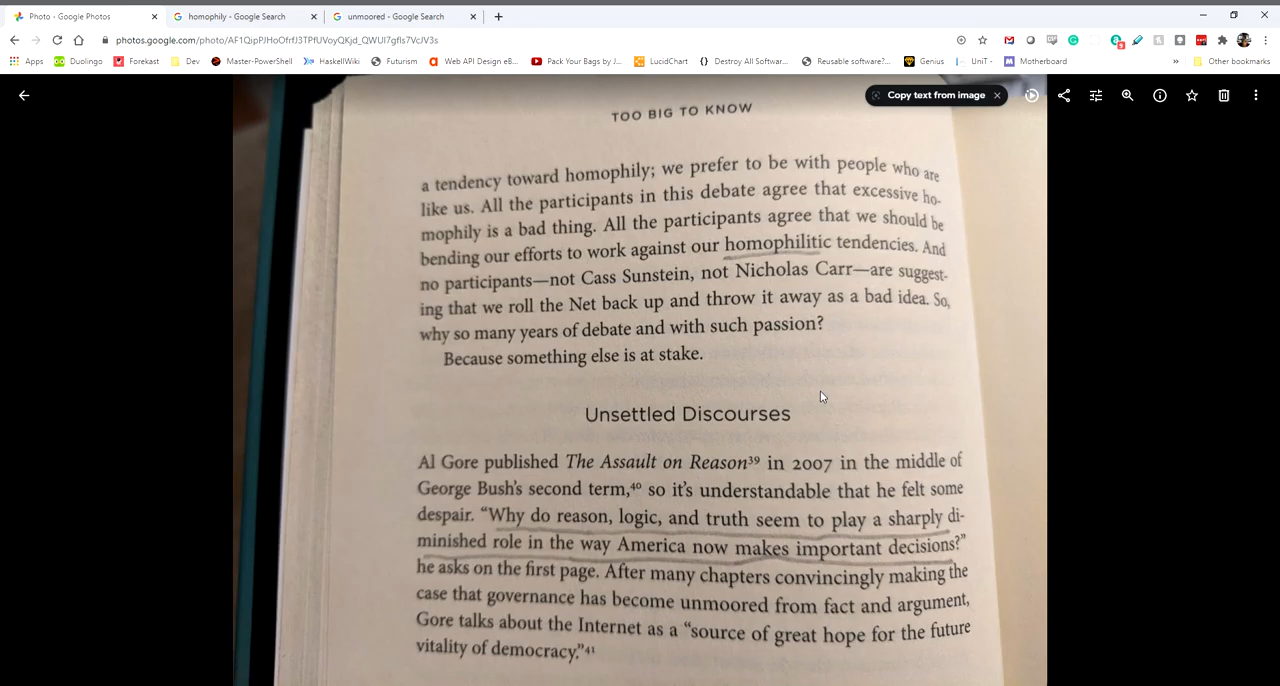 Photo - Google Photos
homophily - Google Search
unmoored - Google Search
photos.google.com/photo/AF1QipPJHoOfrfJ3TPfUVoyQKjd_QWUI7gfls7VcJV3s
9
Apps
Duolingo
Forekast
Dev
Master-PowerShell
HaskellWiki
Futurism
Web API Design eB...
Pack Your Bags by J...
LucidChart
Destroy All Softwar...
Reusable software?...
Genius
UniT -
Motherboard
»
Other bookmarks
Copy text from image
TOO BIG TO KNOW
a tendency toward homophily; we prefer to be with people who are
like us. All the participants in this debate agree that excessive ho-
mophily is a bad thing. All the participants agree that we should be
bending our efforts to work against our homophilitic tendencies. And
no participants—not Cass Sunstein, not Nicholas Carr—are suggest-
ing that we roll the Net back up and throw it away as a bad idea. So,
why so many years of debate and with such passion?
Because something else is at stake.
Unsettled Discourses
Al Gore published The Assault on Reason³⁹ in 2007 in the middle of
George Bush's second term,⁴⁰ so it's understandable that he felt some
despair. “Why do reason, logic, and truth seem to play a sharply di-
minished role in the way America now makes important decisions?”
he asks on the first page. After many chapters convincingly making the
case that governance has become unmoored from fact and argument,
Gore talks about the Internet as a “source of great hope for the future
vitality of democracy.”⁴¹